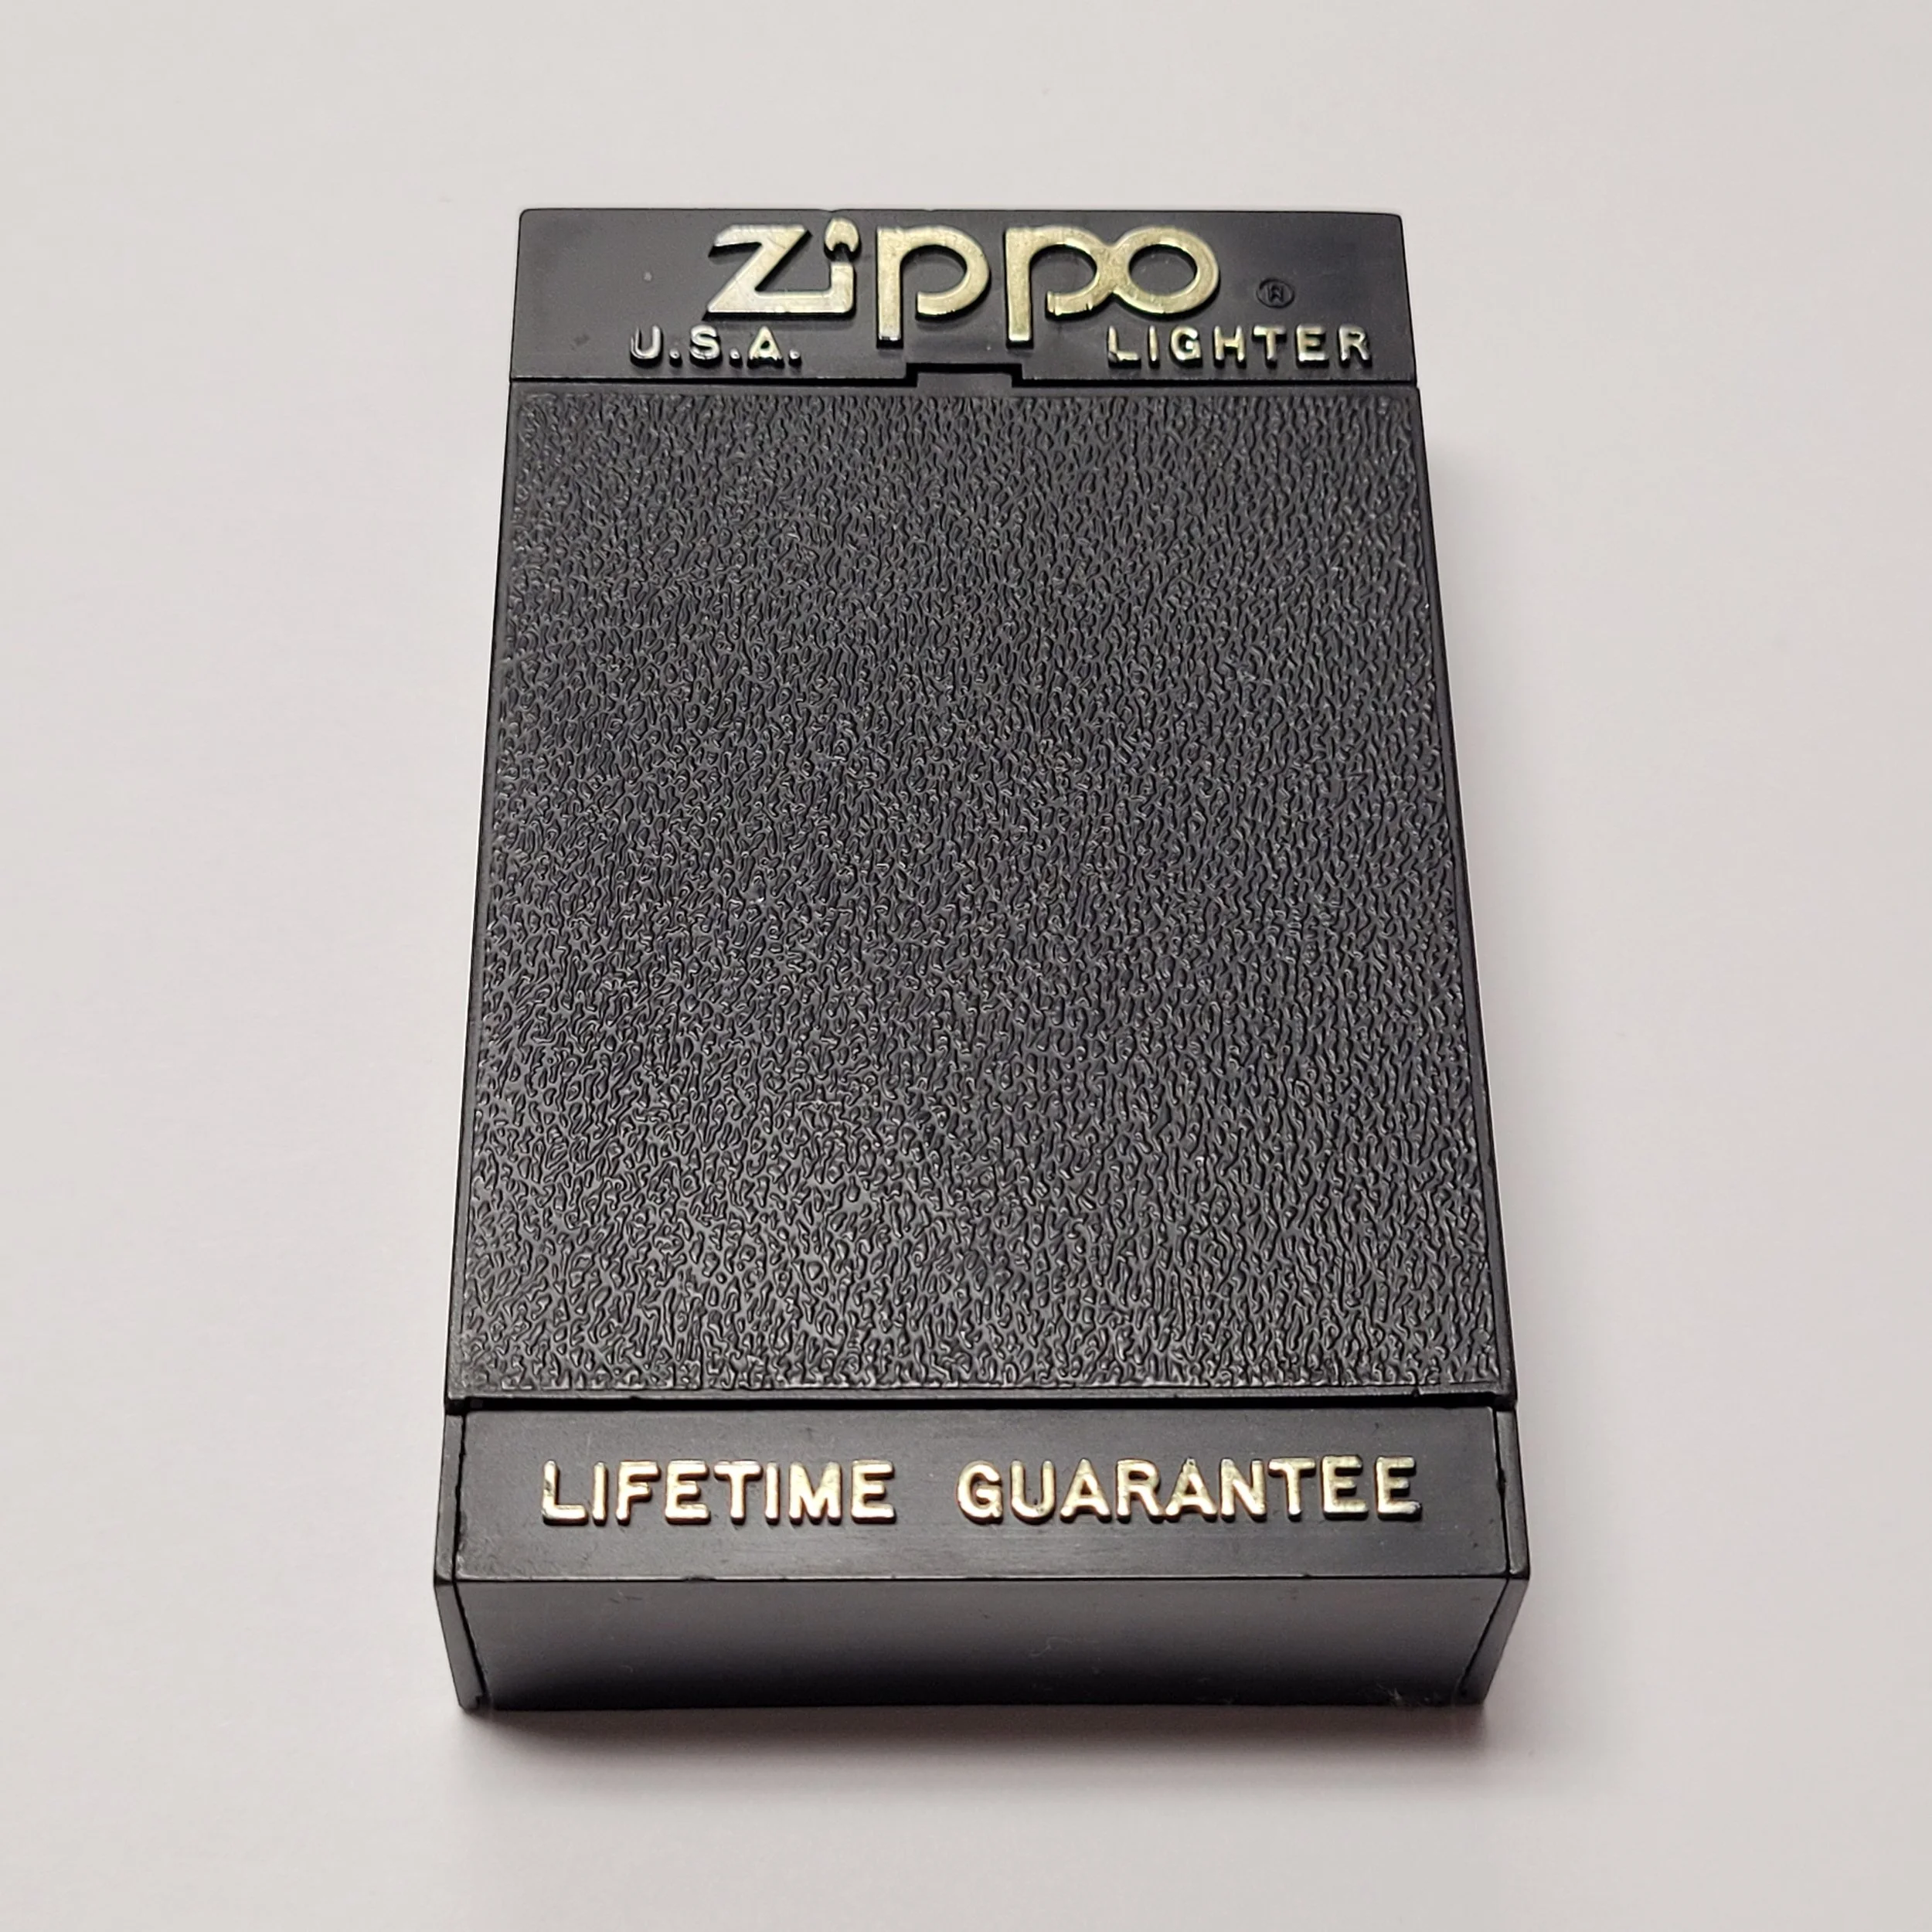 Zippo ®
U.S.A. LIGHTER
LIFETIME GUARANTEE